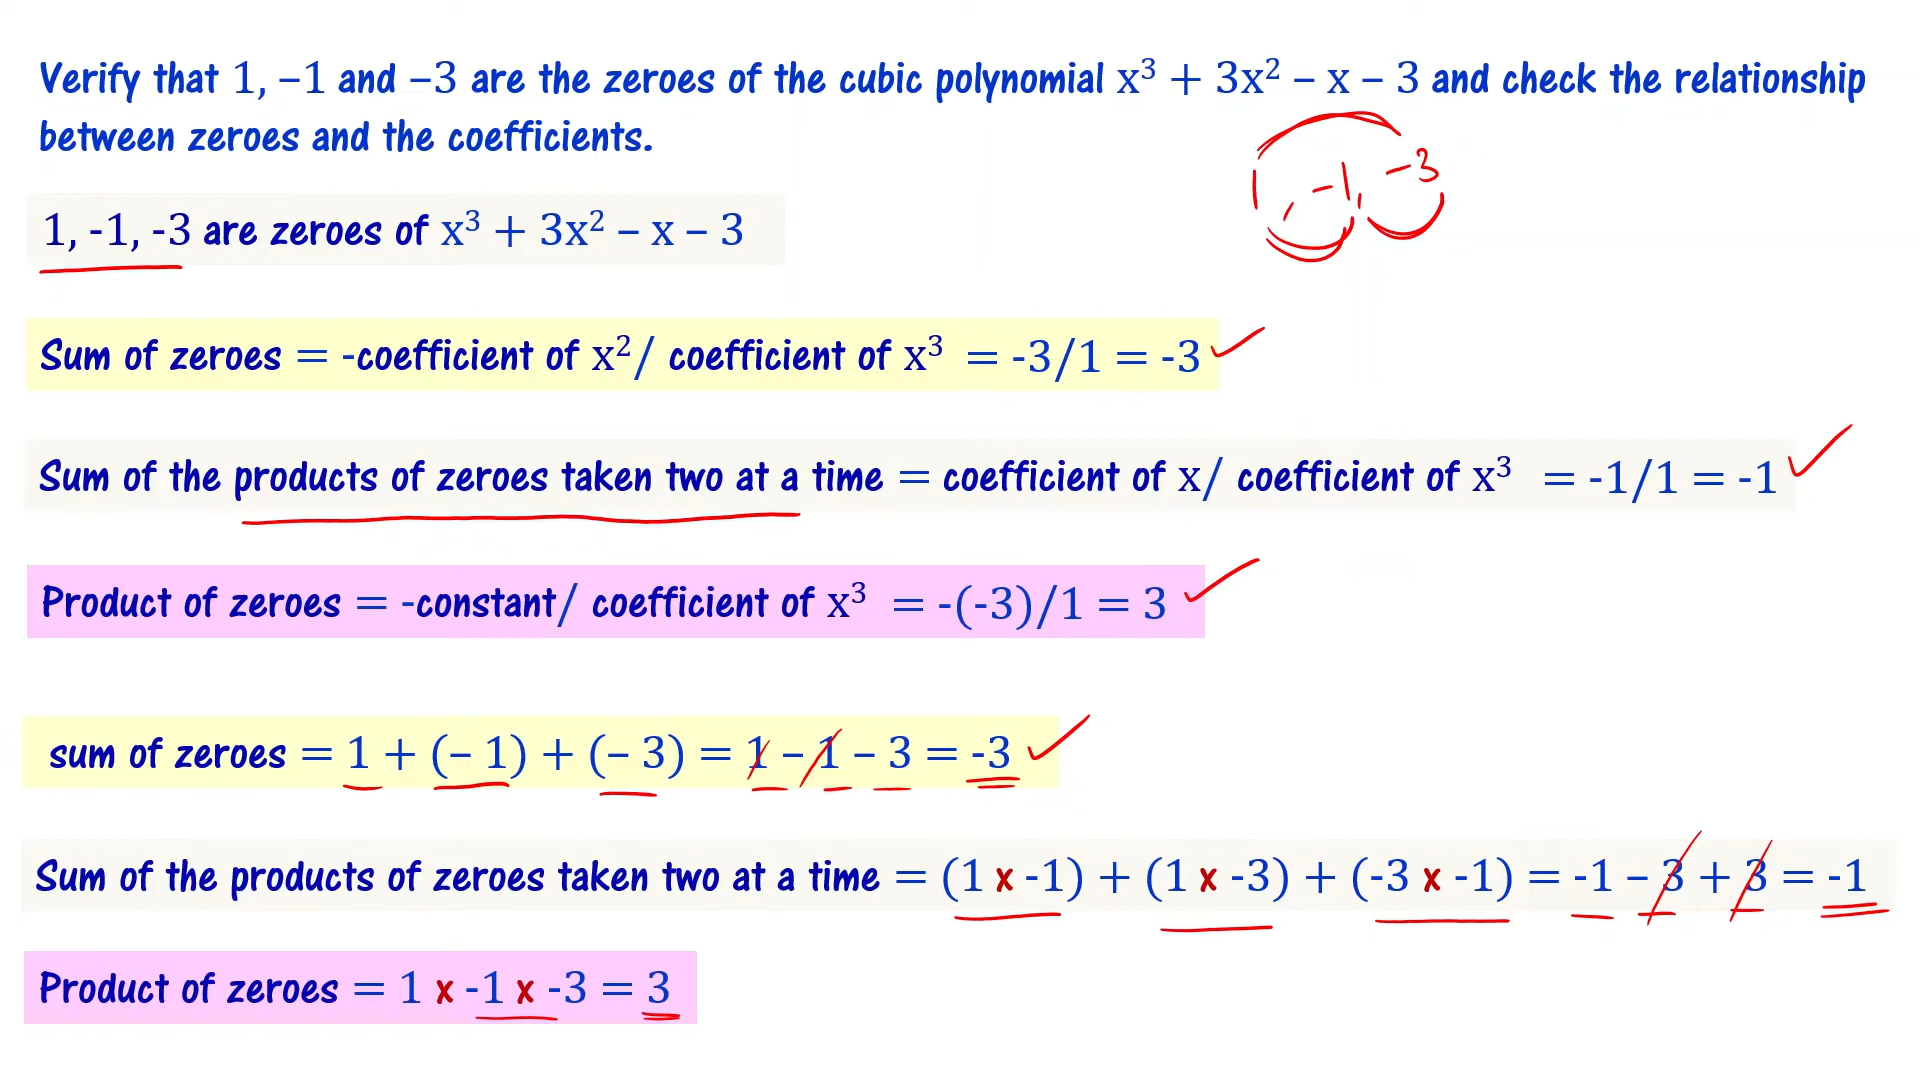 Verify that 1, –1 and –3 are the zeroes of the cubic polynomial x³ + 3x² – x – 3 and check the relationship
between zeroes and the coefficients.
1, -1, -3
1, -1, -3 are zeroes of x³ + 3x² – x – 3
Sum of zeroes = -coefficient of x²/ coefficient of x³ = -3/1 = -3
Sum of the products of zeroes taken two at a time = coefficient of x/ coefficient of x³ = -1/1 = -1
Product of zeroes = -constant/ coefficient of x³ = -(-3)/1 = 3
sum of zeroes = 1 + (– 1) + (– 3) = 1 – 1 – 3 = -3
Sum of the products of zeroes taken two at a time = (1 x -1) + (1 x -3) + (-3 x -1) = -1 – 3 + 3 = -1
Product of zeroes = 1 x -1 x -3 = 3